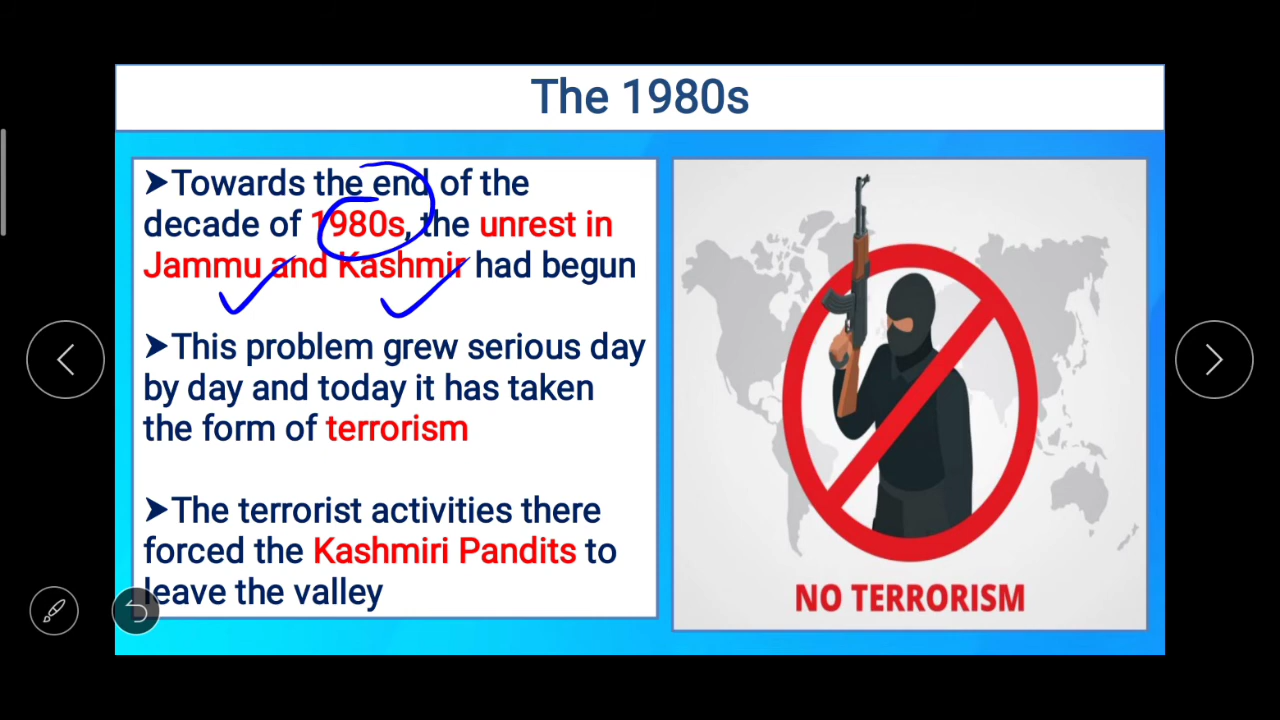 The 1980s
➤Towards the end of the
decade of 1980s, the unrest in
Jammu and Kashmir had begun
➤This problem grew serious day
by day and today it has taken
the form of terrorism
➤The terrorist activities there
forced the Kashmiri Pandits to
leave the valley
NO TERRORISM